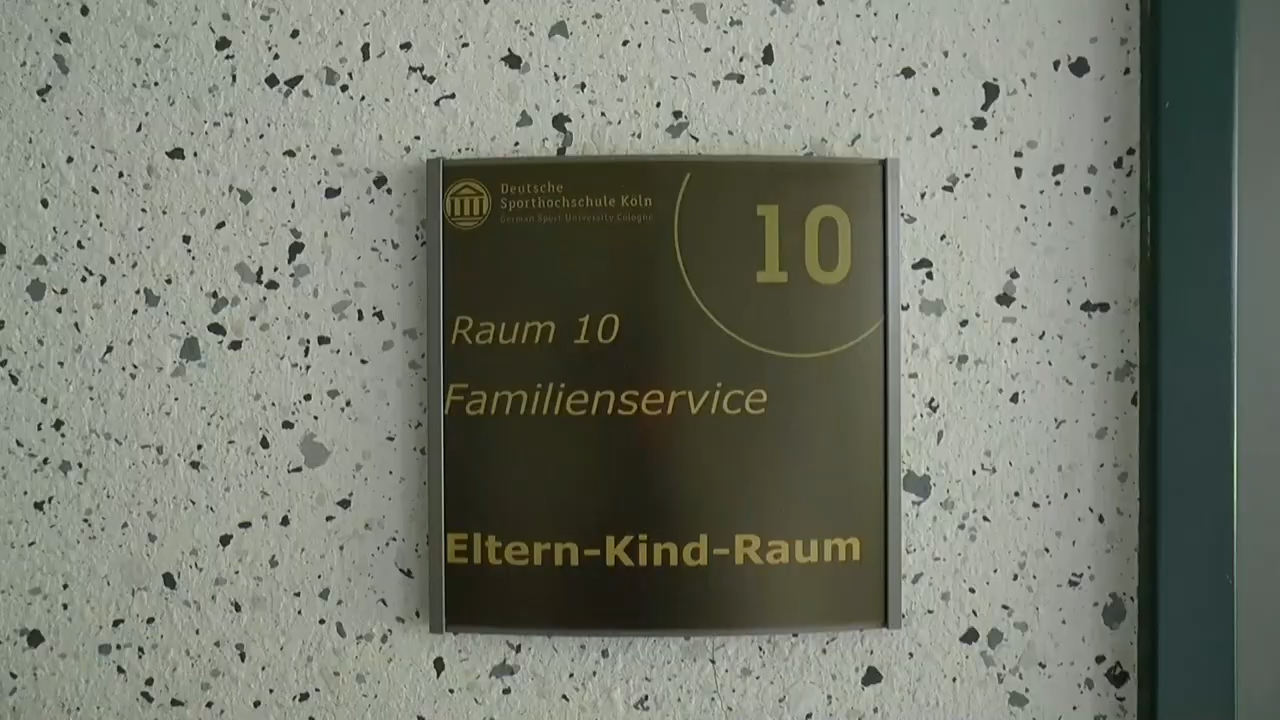 Deutsche
Sporthochschule Köln
German Sport University Cologne
10
Raum 10
Familienservice
Eltern-Kind-Raum